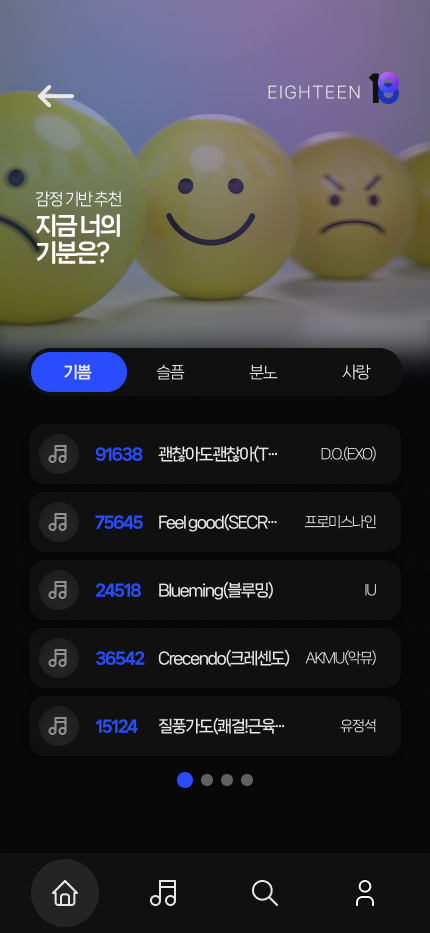 EIGHTEEN 18
감정 기반 추천
지금 너의
기분은?
기쁨 슬픔 분노 사랑
91638 괜찮아도괜찮아(T··· D.O.(EXO)
75645 Feel good(SECR··· 프로미스나인
24518 Blueming(블루밍) IU
36542 Crecendo(크레센도) AKMU(악뮤)
15124 질풍가도(쾌걸!근육··· 유정석